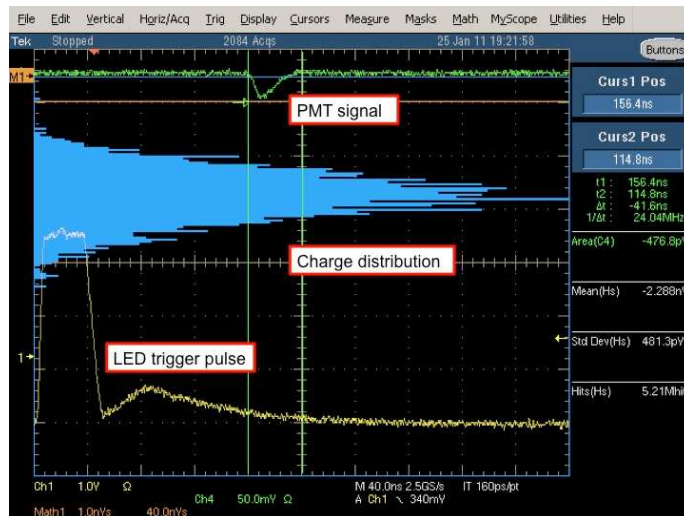 File Edit Vertical Horiz/Acq Trig Display Cursors Measure Masks Math MyScope Utilities Help
Tek Stopped 2084 Acqs 25 Jan 11 19:21:58
Buttons
M1
Curs1 Pos
156.4ns
PMT signal
Curs2 Pos
114.8ns
t1: 156.4ns
t2: 114.8ns
Δt: -41.6ns
1/Δt: 24.04MHz
Area(C4) -476.8p
Charge distribution
Mean(Hs) -2.288n
Std Dev(Hs) 481.3p
1
LED trigger pulse
Hits(Hs) 5.21Mhi
Ch1 1.0V Ω M 40.0ns 2.5GS/s IT 160ps/pt
Ch4 50.0mV Ω A Ch1 340mV
Math1 1.0nVs 40.0ns